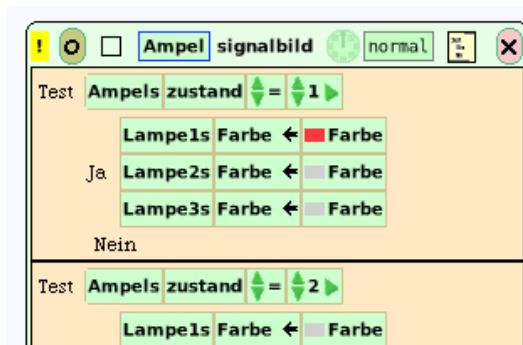 ! O Ampel signalbild normal
Test Ampels zustand = 1
Lampe1s Farbe ← Farbe
Ja Lampe2s Farbe ← Farbe
Lampe3s Farbe ← Farbe
Nein
Test Ampels zustand = 2
Lampe1s Farbe ← Farbe